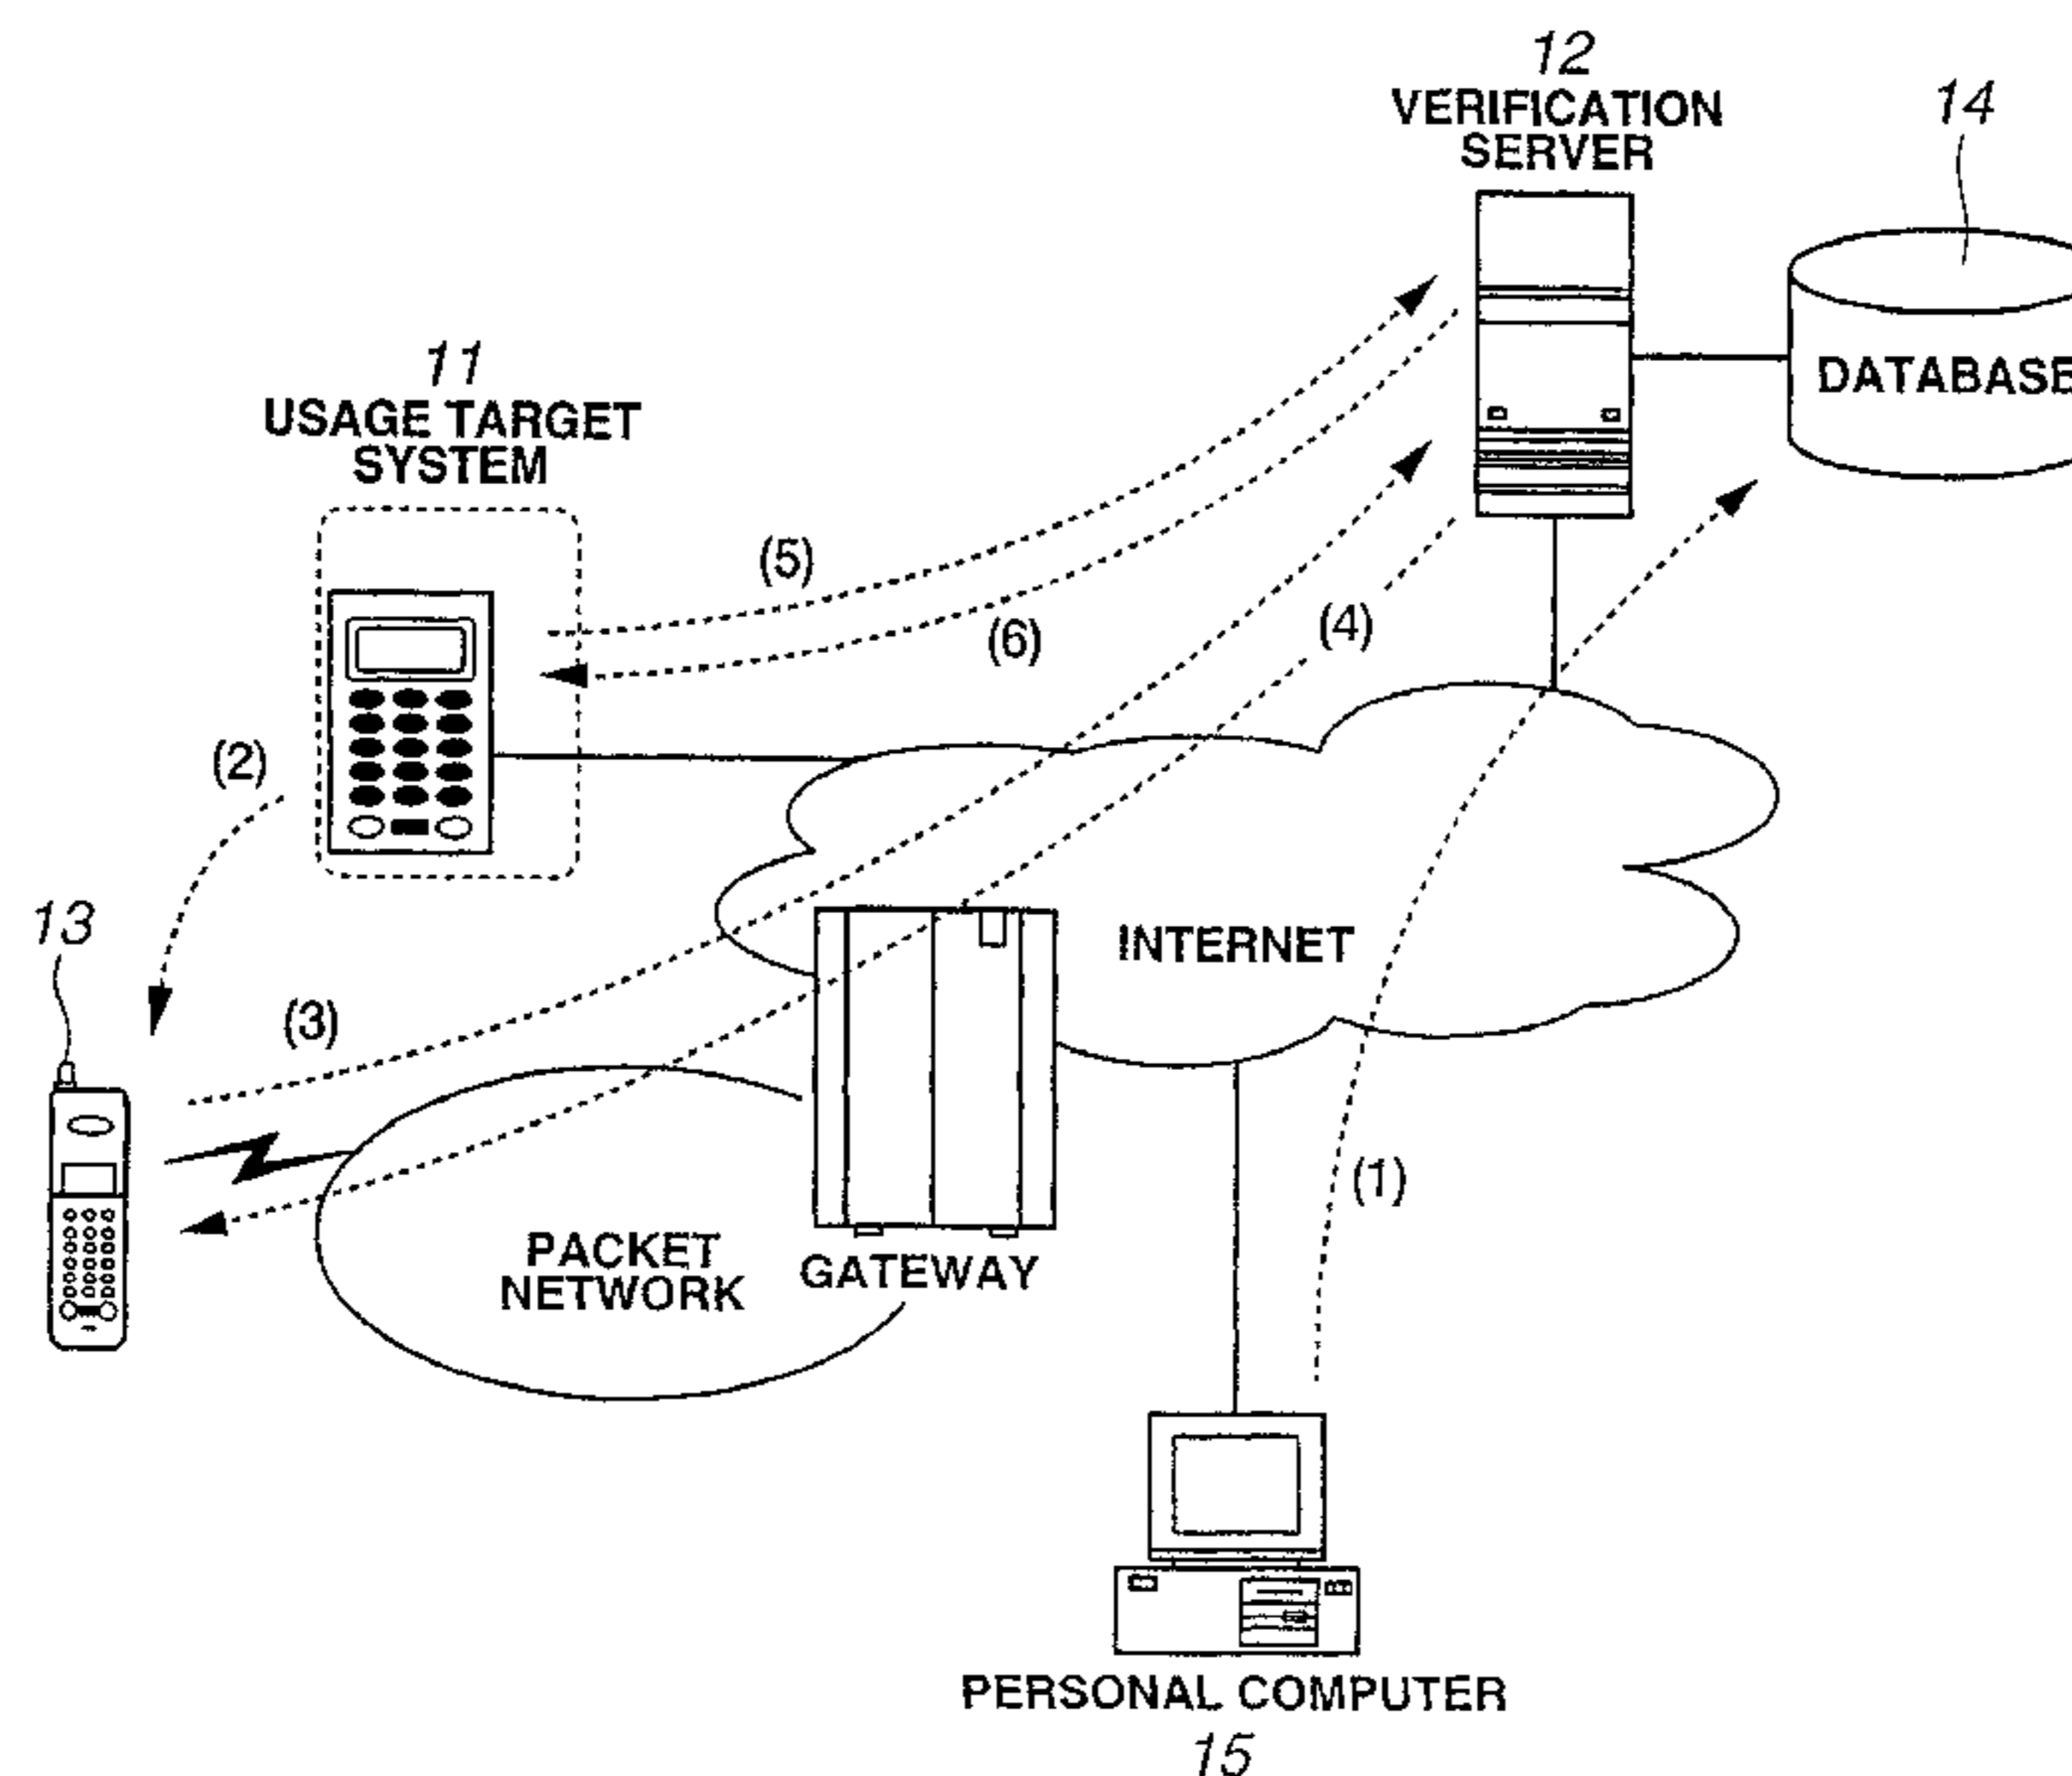 12
VERIFICATION
SERVER
14
DATABASE
11
USAGE TARGET
SYSTEM
(5)
(6)
(4)
(2)
13
(3)
INTERNET
(1)
PACKET
NETWORK
GATEWAY
PERSONAL COMPUTER
15